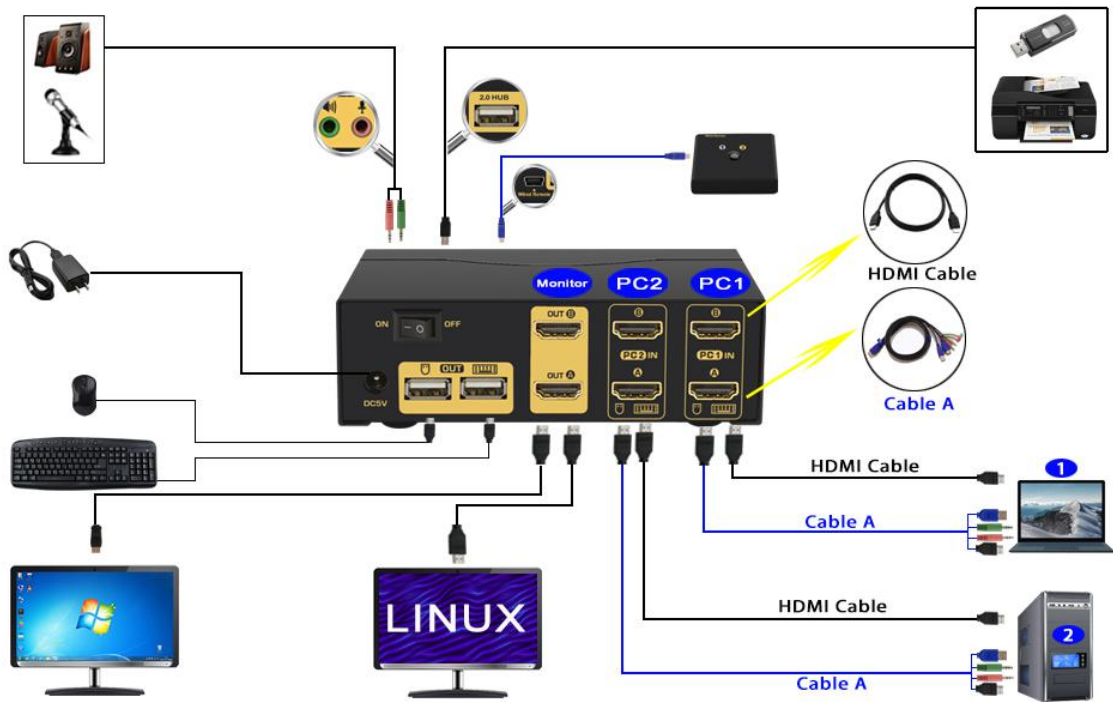 2.0 HUB
HDMI Cable
Monitor
PC2
PC1
OUT B
B
B
ON
OFF
PC2 IN
PC1 IN
OUT
OUT A
A
A
DC5V
Cable A
HDMI Cable
1
Cable A
LINUX
HDMI Cable
2
Cable A